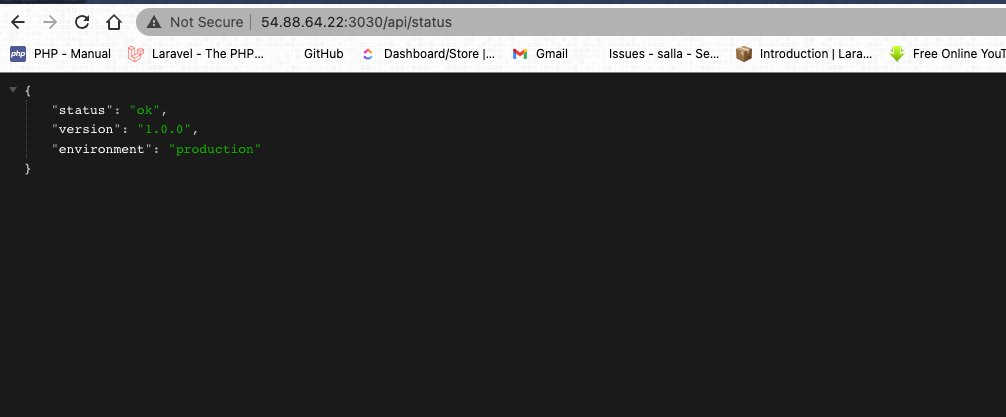 Not Secure 54.88.64.22:3030/api/status
php PHP - Manual Laravel - The PHP... GitHub Dashboard/Store |... Gmail Issues - salla - Se... Introduction | Lara... Free Online YouT
{
"status": "ok",
"version": "1.0.0",
"environment": "production"
}